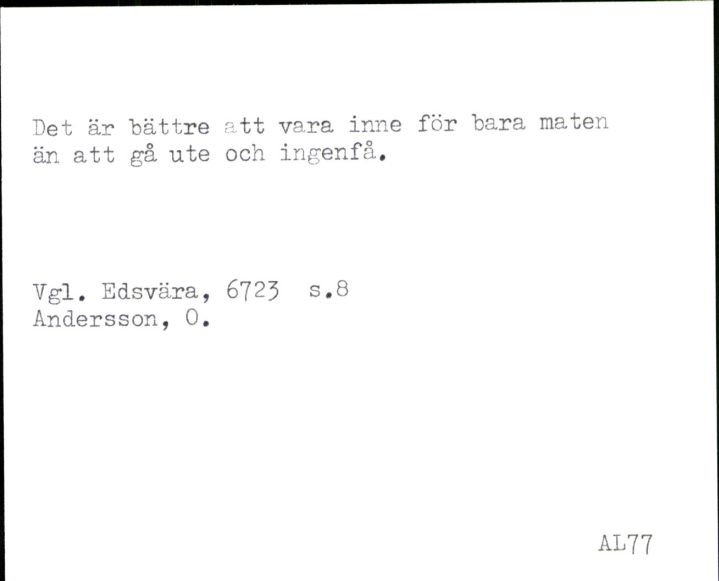 Det är bättre att vara inne för bara maten
än att gå ute och ingenfå.
Vgl. Edsvära, 6723 s.8
Andersson, O.
AL77